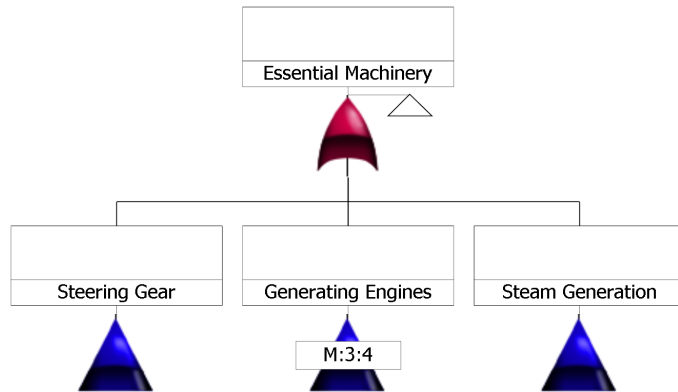 Essential Machinery
Steering Gear
Generating Engines
Steam Generation
M:3:4